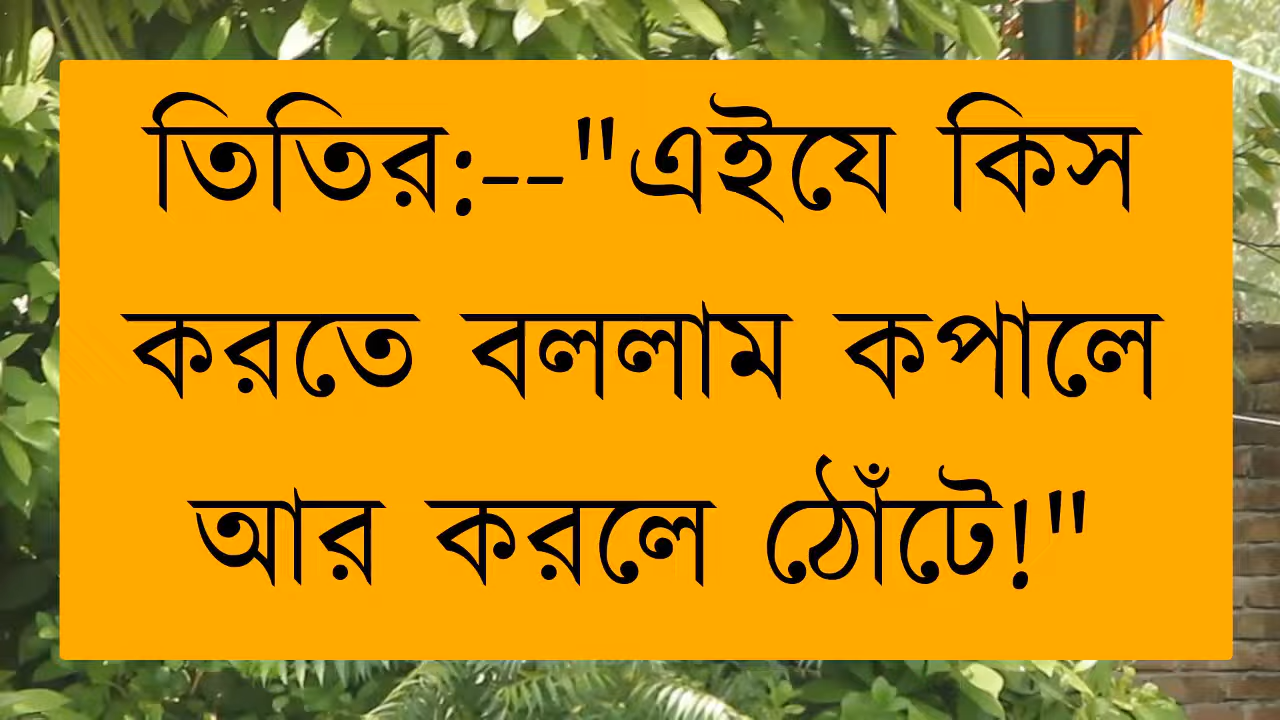 তিতির:--"এইযে কিস
করতে বললাম কপালে
আর করলে ঠোঁটে!"